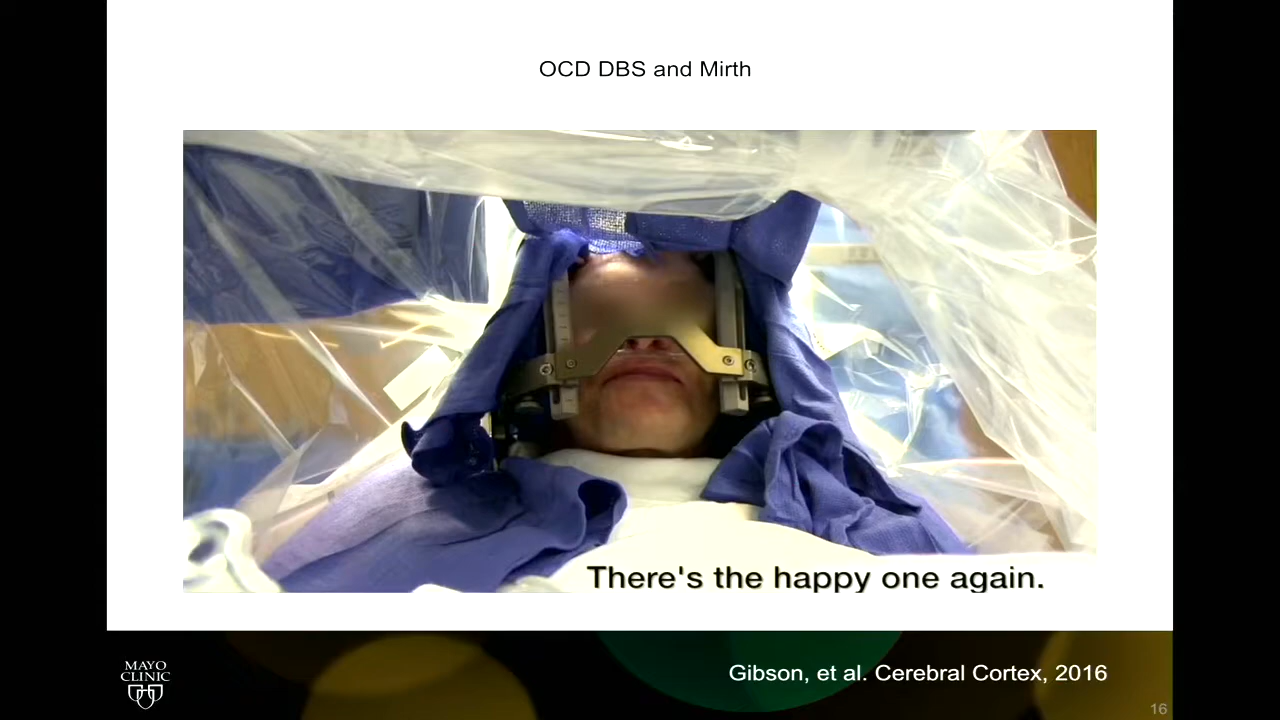 OCD DBS and Mirth
There's the happy one again.
MAYO
CLINIC
Gibson, et al. Cerebral Cortex, 2016
16